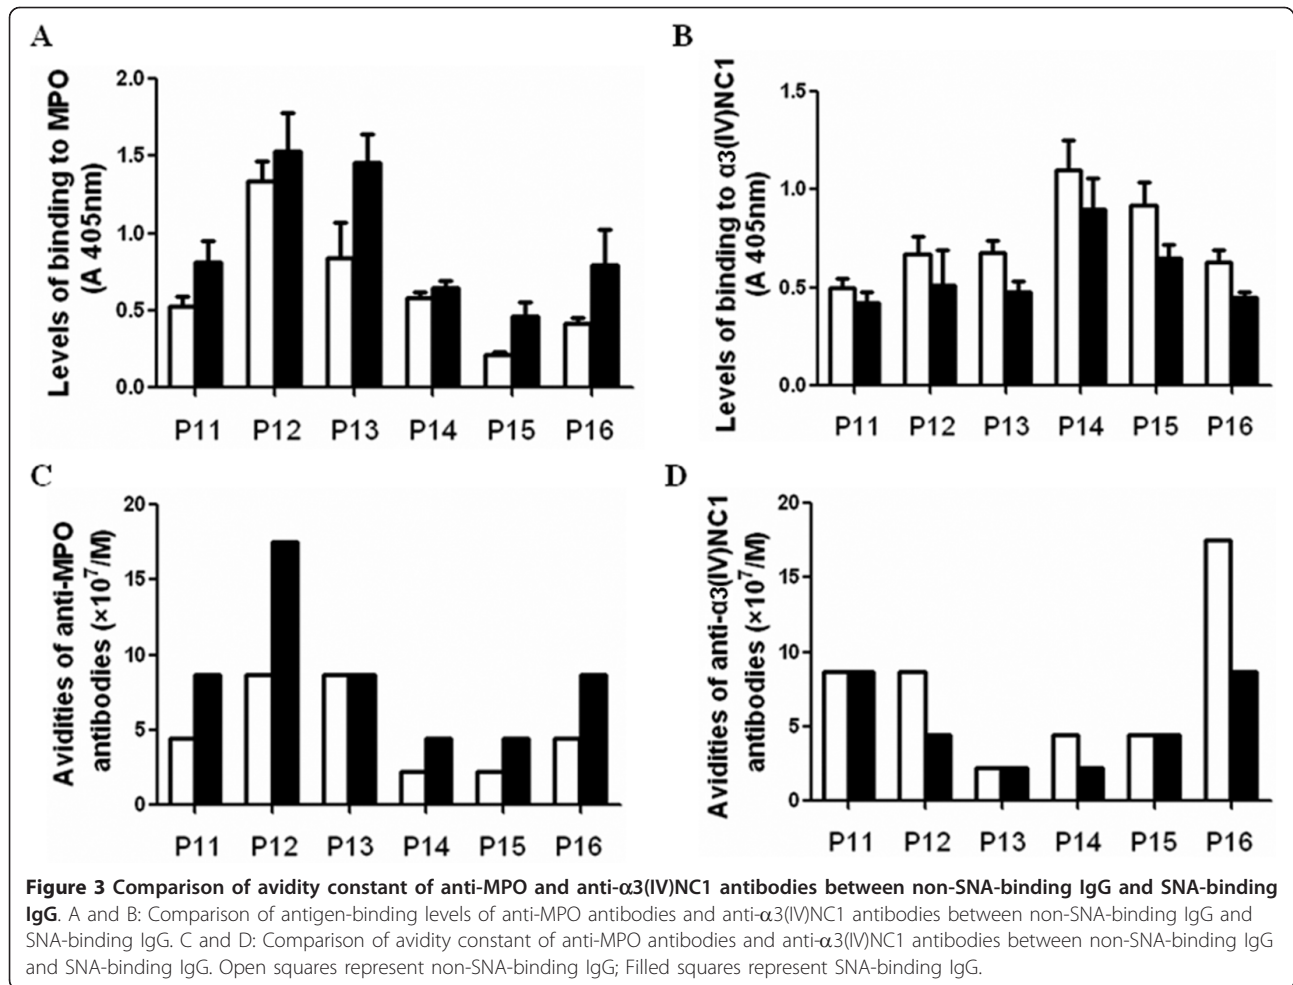 A
Levels of binding to MPO
(A 405nm)
2.0
1.5
1.0
0.5
0.0
P11 P12 P13 P14 P15 P16
B
Levels of binding to α3(IV)NC1
(A 405nm)
1.5
1.0
0.5
0.0
P11 P12 P13 P14 P15 P16
C
Avidities of anti-MPO
antibodies (×10⁷/M)
20
15
10
5
0
P11 P12 P13 P14 P15 P16
D
Avidities of anti-α3(IV)NC1
antibodies (×10⁷/M)
20
15
10
5
0
P11 P12 P13 P14 P15 P16
Figure 3 Comparison of avidity constant of anti-MPO and anti-α3(IV)NC1 antibodies between non-SNA-binding IgG and SNA-binding
IgG. A and B: Comparison of antigen-binding levels of anti-MPO antibodies and anti-α3(IV)NC1 antibodies between non-SNA-binding IgG and
SNA-binding IgG. C and D: Comparison of avidity constant of anti-MPO antibodies and anti-α3(IV)NC1 antibodies between non-SNA-binding IgG
and SNA-binding IgG. Open squares represent non-SNA-binding IgG; Filled squares represent SNA-binding IgG.